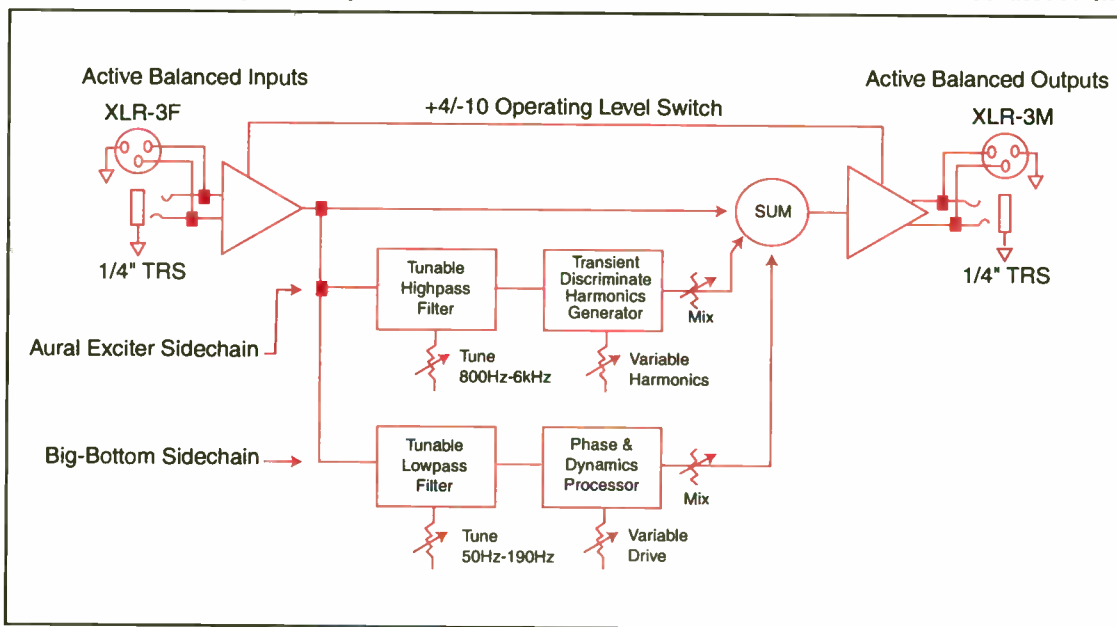 Active Balanced Inputs
XLR-3F
+4/-10 Operating Level Switch
Active Balanced Outputs
XLR-3M
1/4" TRS
SUM
1/4" TRS
Tunable
Highpass
Filter
Transient
Discriminate
Harmonics
Generator
Mix
Aural Exciter Sidechain
Tune
800Hz-6kHz
Variable
Harmonics
Big-Bottom Sidechain
Tunable
Lowpass
Filter
Phase &
Dynamics
Processor
Mix
Tune
50Hz-190Hz
Variable
Drive